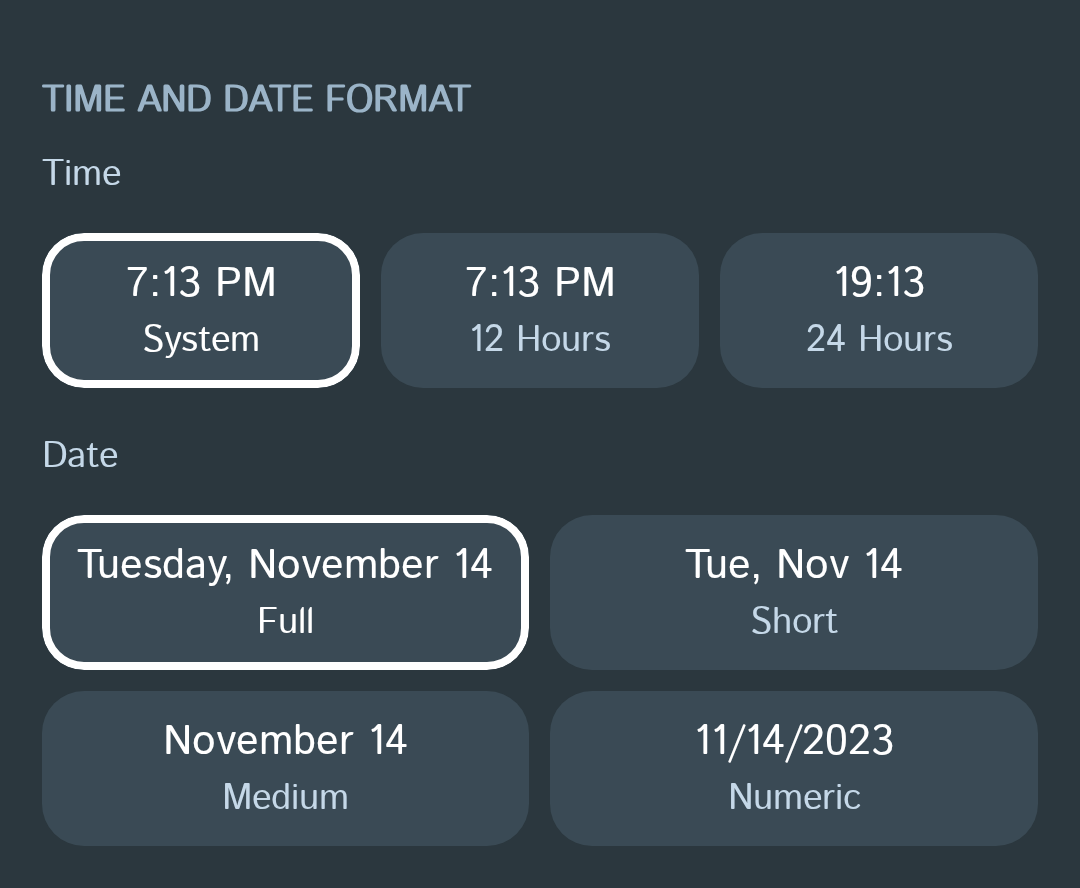 TIME AND DATE FORMAT
Time
7:13 PM
System
7:13 PM
12 Hours
19:13
24 Hours
Date
Tuesday, November 14
Full
Tue, Nov 14
Short
November 14
Medium
11/14/2023
Numeric